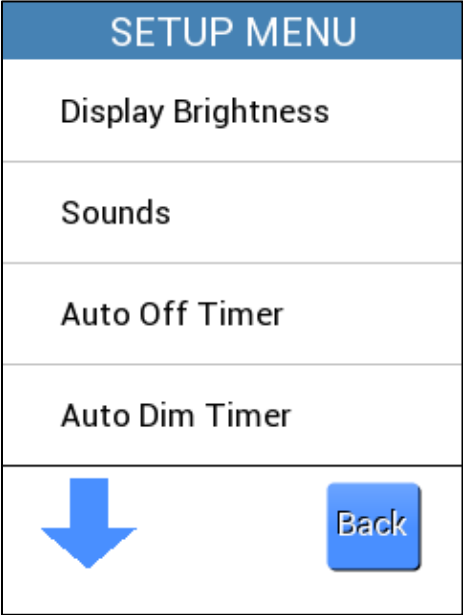 SETUP MENU
Display Brightness
Sounds
Auto Off Timer
Auto Dim Timer
Back